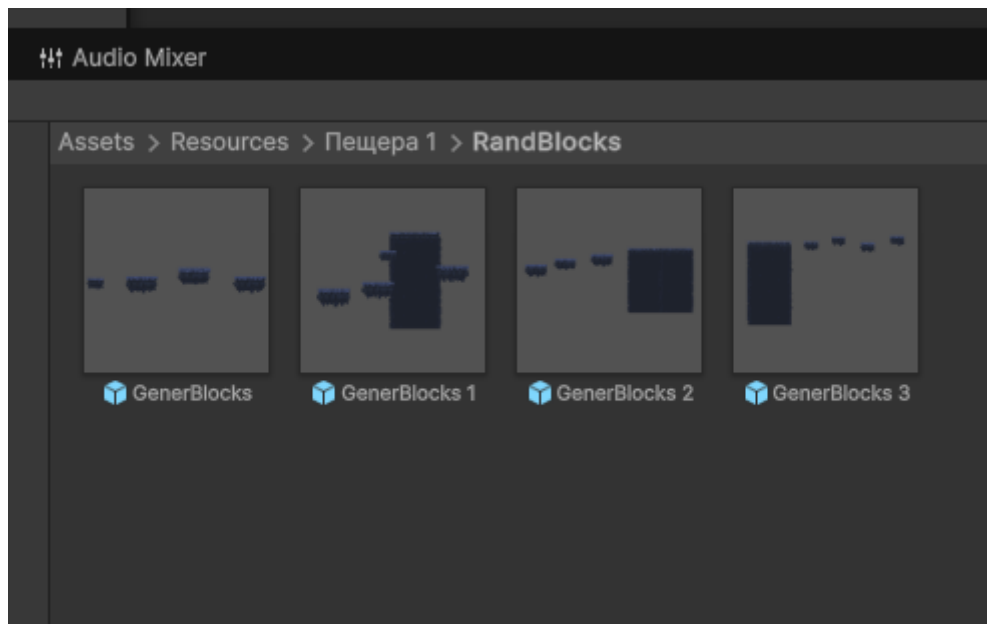 Audio Mixer
Assets > Resources > Пещера 1 > RandBlocks
GenerBlocks
GenerBlocks 1
GenerBlocks 2
GenerBlocks 3